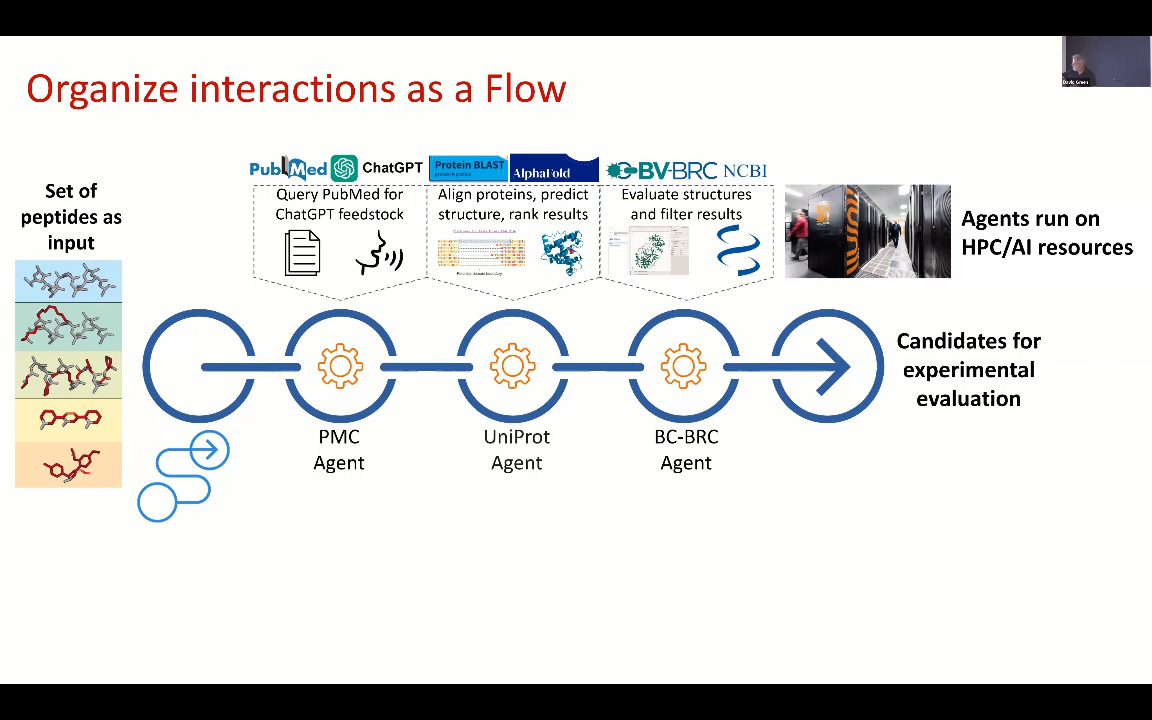 Organize interactions as a Flow
David Green
Set of
peptides as
input
PubMed
ChatGPT
Protein BLAST
AlphaFold
BV-BRC
NCBI
Query PubMed for
ChatGPT feedstock
Align proteins, predict
structure, rank results
Evaluate structures
and filter results
Agents run on
HPC/AI resources
Candidates for
experimental
evaluation
PMC
Agent
UniProt
Agent
BC-BRC
Agent